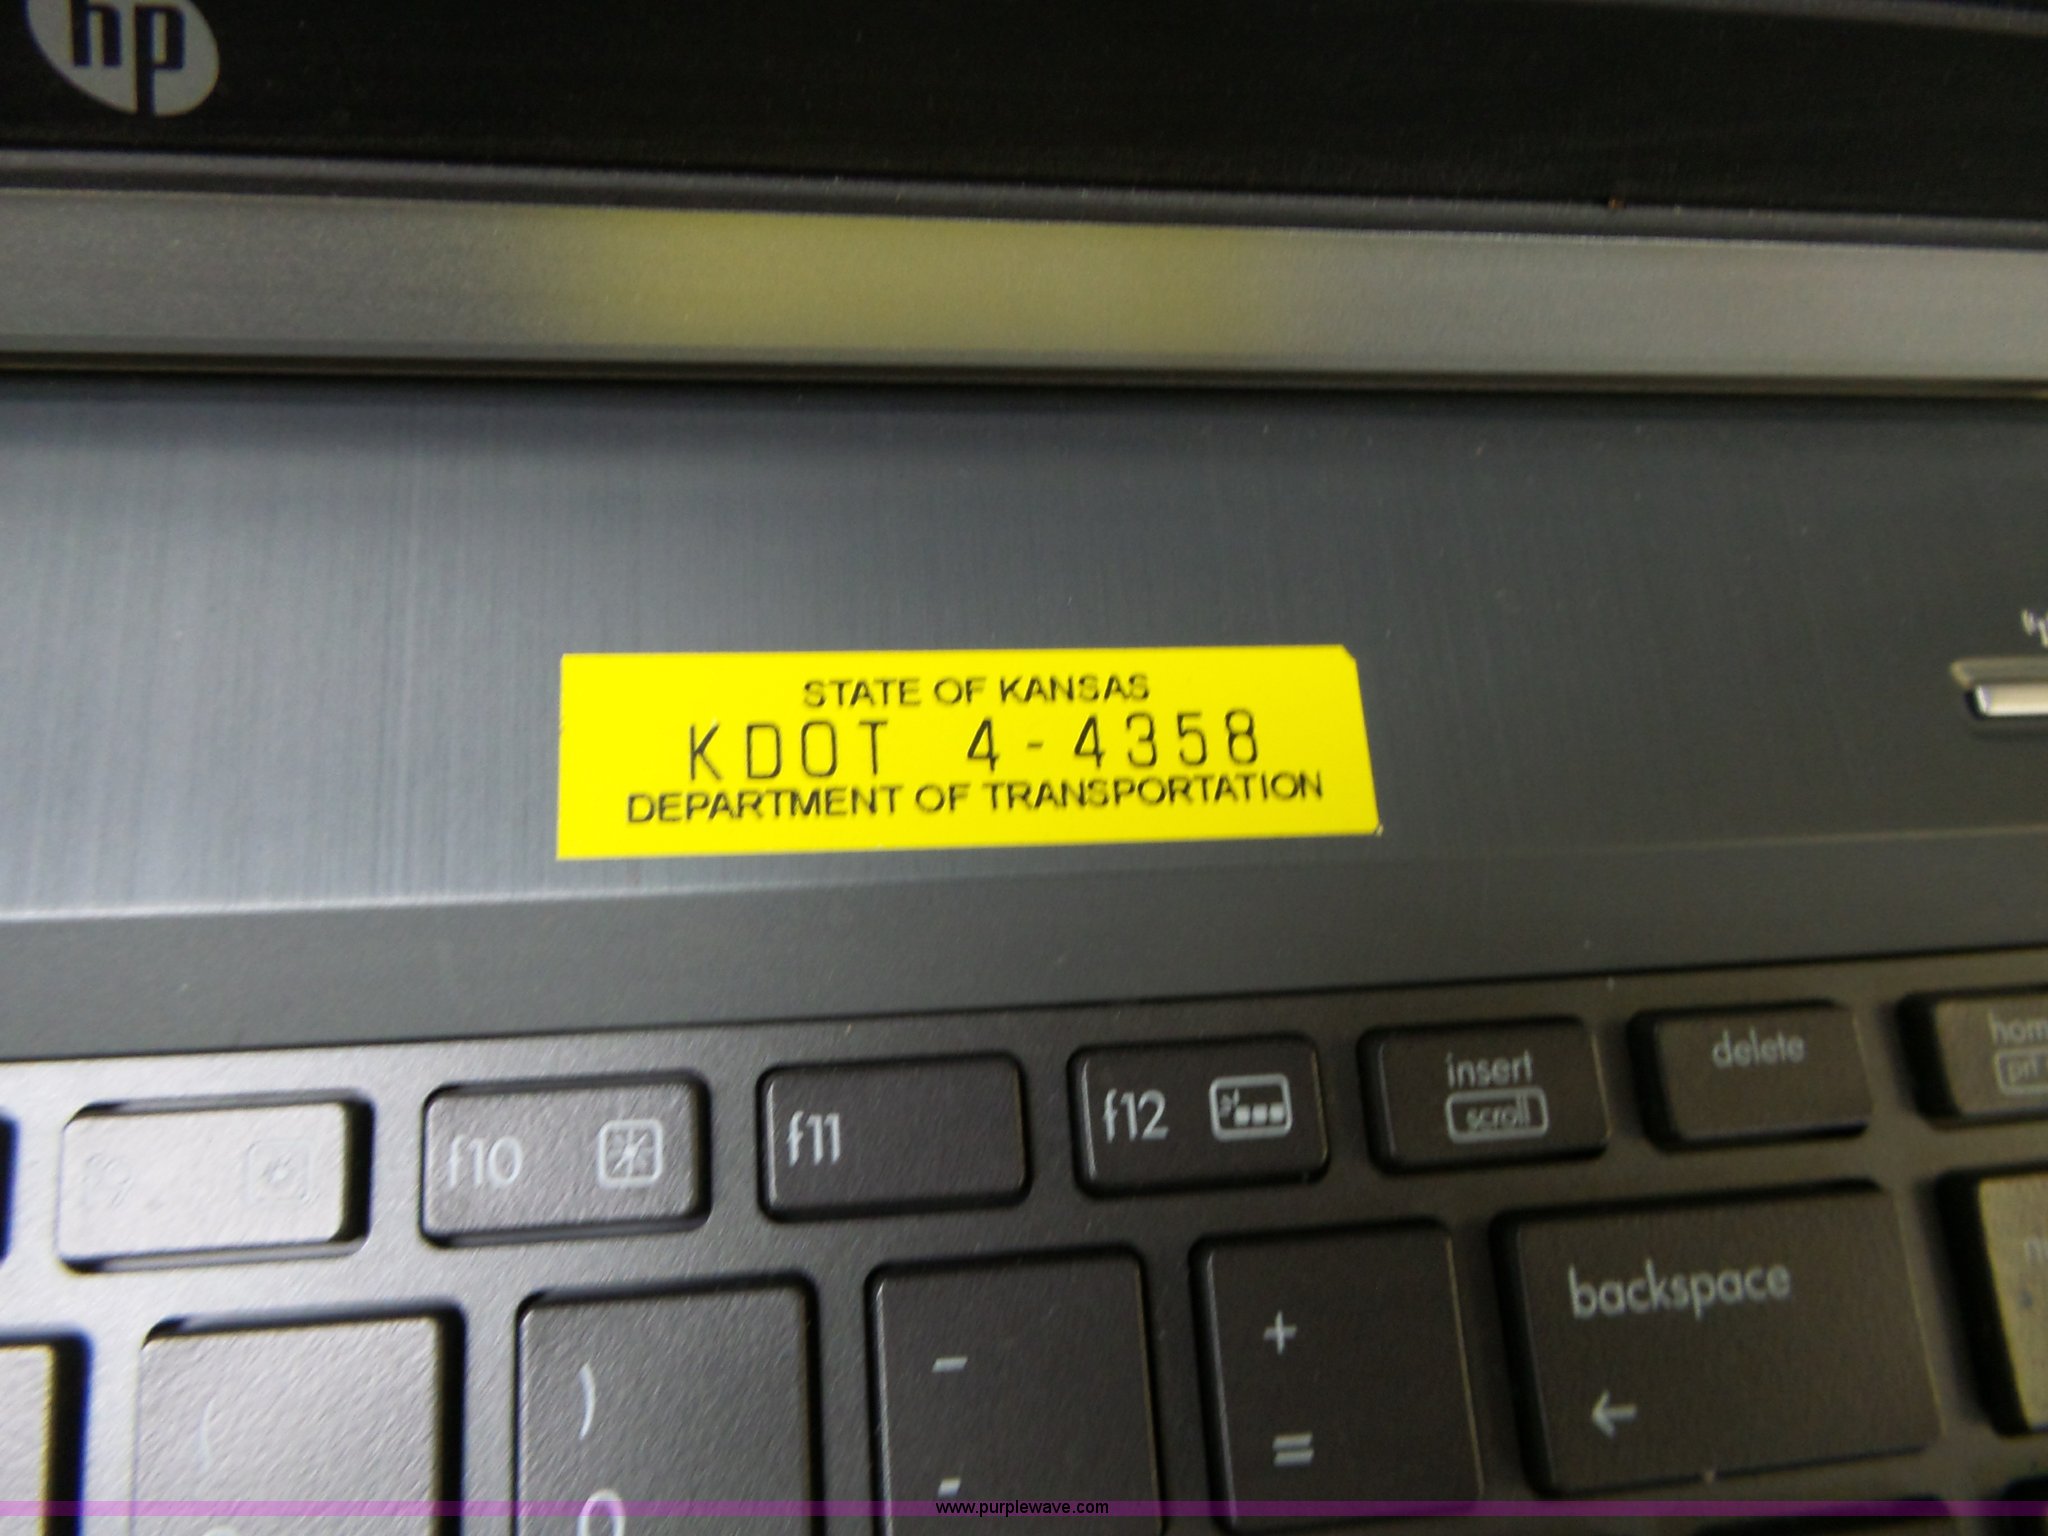 hp
STATE OF KANSAS
KDOT 4-4358
DEPARTMENT OF TRANSPORTATION
f10
f11
f12
insert
scroll
delete
backspace
←
)
0
-
+
=
www.purplewave.com